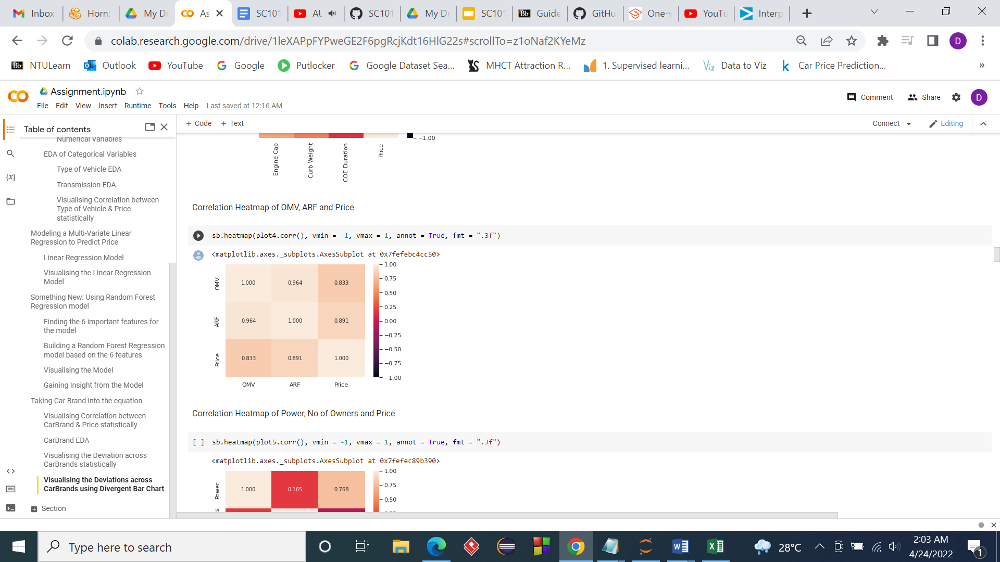 Inbox
Horn:
My Dr
As
SC101
AU
SC101
My Dr
SC101
Guide
GitHu
One-v
YouTu
Interp
colab.research.google.com/drive/1leXAPpFYPweGE2F6pgRcjKdt16HlG22s#scrollTo=z1oNaf2KYeMz
D
Bb NTULearn
Outlook
YouTube
Google
Putlocker
Google Dataset Sea...
MHCT Attraction R...
1. Supervised learni...
Viz Data to Viz
k Car Price Prediction...
»
Assignment.ipynb
File Edit View Insert Runtime Tools Help Last saved at 12:16 AM
Comment Share D
Table of contents
+ Code + Text
Connect Editing
Numerical Variables
EDA of Categorical Variables
Type of Vehicle EDA
Transmission EDA
Visualising Correlation between
Type of Vehicle & Price
statistically
Modeling a Multi-Variate Linear
Regression to Predict Price
Linear Regression Model
Visualising the Linear Regression
Model
Something New: Using Random Forest
Regression model
Finding the 6 important features for
the model
Building a Random Forest Regression
model based on the 6 features
Visualising the Model
Gaining Insight from the Model
Taking Car Brand into the equation
Visualising Correlation between
CarBrand & Price statistically
CarBrand EDA
Visualising the Deviation across
CarBrands statistically
Visualising the Deviations across
CarBrands using Divergent Bar Chart
Section
−1.00
Engine Cap
Curb Weight
COE Duration
Price
Correlation Heatmap of OMV, ARF and Price
sb.heatmap(plot4.corr(), vmin = -1, vmax = 1, annot = True, fmt = ".3f")
<matplotlib.axes._subplots.AxesSubplot at 0x7fefebc4cc50>
OMV 1.000 0.964 0.833
ARF 0.964 1.000 0.891
Price 0.833 0.891 1.000
OMV ARF Price
1.00
0.75
0.50
0.25
0.00
−0.25
−0.50
−0.75
−1.00
Correlation Heatmap of Power, No of Owners and Price
[ ] sb.heatmap(plot5.corr(), vmin = -1, vmax = 1, annot = True, fmt = ".3f")
<matplotlib.axes._subplots.AxesSubplot at 0x7fefec89b390>
Power 1.000 0.165 0.768
1.00
0.75
0.50
Type here to search
28°C
2:03 AM
4/24/2022
1